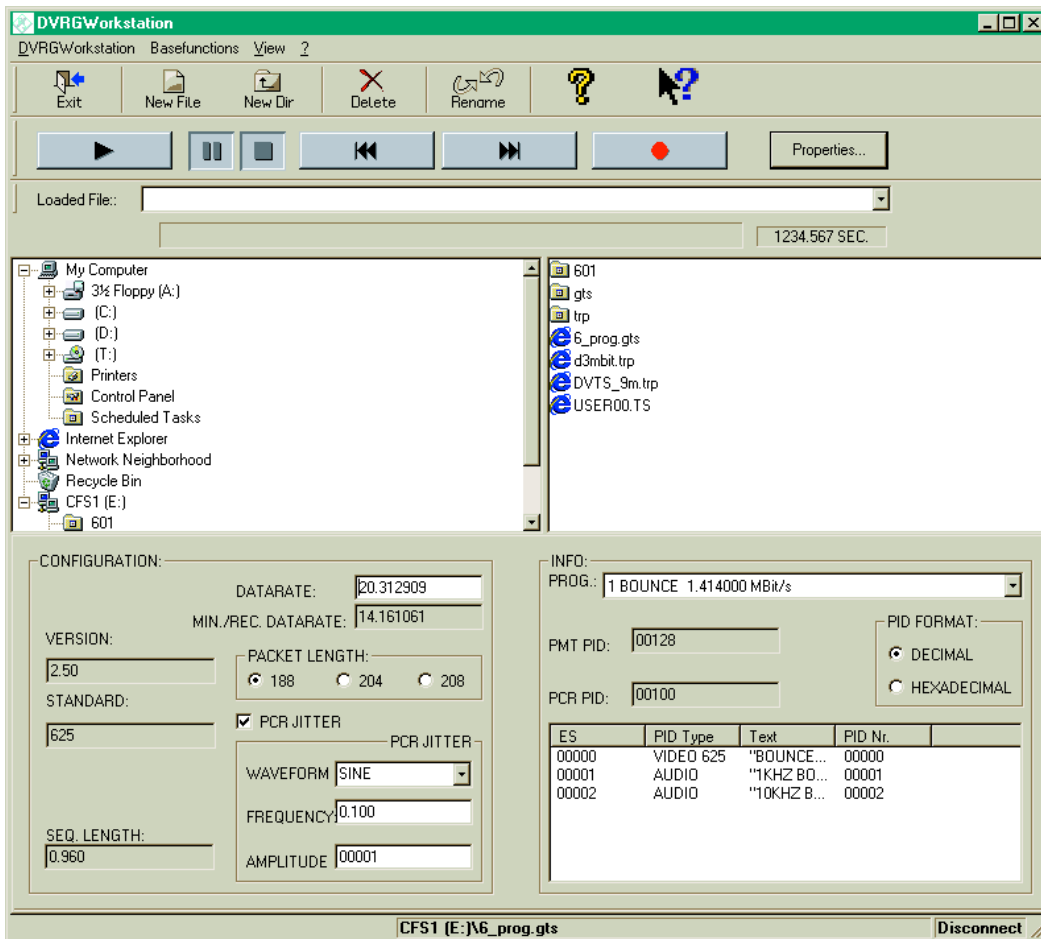 DVRGWorkstation
DVRGWorkstation Basefunctions View ?
Exit New File New Dir Delete Rename
Properties...
Loaded File::
1234.567 SEC.
My Computer
3½ Floppy (A:)
(C:)
(D:)
(T:)
Printers
Control Panel
Scheduled Tasks
Internet Explorer
Network Neighborhood
Recycle Bin
CFS1 (E:)
601
601
gts
trp
6_prog.gts
d3mbit.trp
DVTS_9m.trp
USER00.TS
CONFIGURATION:
DATARATE: 20.312909
MIN./REC. DATARATE: 14.161061
VERSION:
2.50
STANDARD:
625
SEQ. LENGTH:
0.960
PACKET LENGTH:
188 204 208
PCR JITTER
PCR JITTER
WAVEFORM SINE
FREQUENCY: 0.100
AMPLITUDE 00001
INFO:
PROG.: 1 BOUNCE 1.414000 MBit/s
PMT PID: 00128
PCR PID: 00100
PID FORMAT:
DECIMAL
HEXADECIMAL
ES PID Type Text PID Nr.
00000 VIDEO 625 "BOUNCE... 00000
00001 AUDIO "1KHZ BO... 00001
00002 AUDIO "10KHZ B... 00002
CFS1 (E:)\6_prog.gts Disconnect